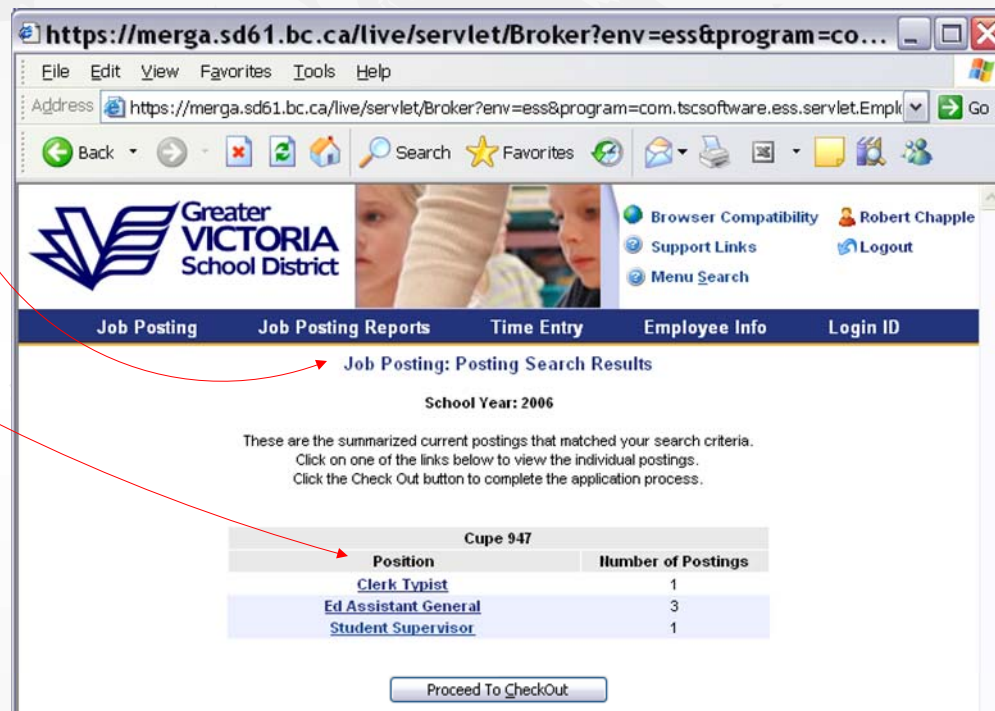 https://merga.sd61.bc.ca/live/servlet/Broker?env=ess&program=co...
File Edit View Favorites Tools Help
Address https://merga.sd61.bc.ca/live/servlet/Broker?env=ess&program=com.tscsoftware.ess.servlet.Emplo Go
Back Search Favorites
Greater
VICTORIA
School District
Browser Compatibility Robert Chapple
Support Links Logout
Menu Search
Job Posting Job Posting Reports Time Entry Employee Info Login ID
Job Posting: Posting Search Results
School Year: 2006
These are the summarized current postings that matched your search criteria.
Click on one of the links below to view the individual postings.
Click the Check Out button to complete the application process.
Cupe 947
Position Number of Postings
Clerk Typist 1
Ed Assistant General 3
Student Supervisor 1
Proceed To CheckOut